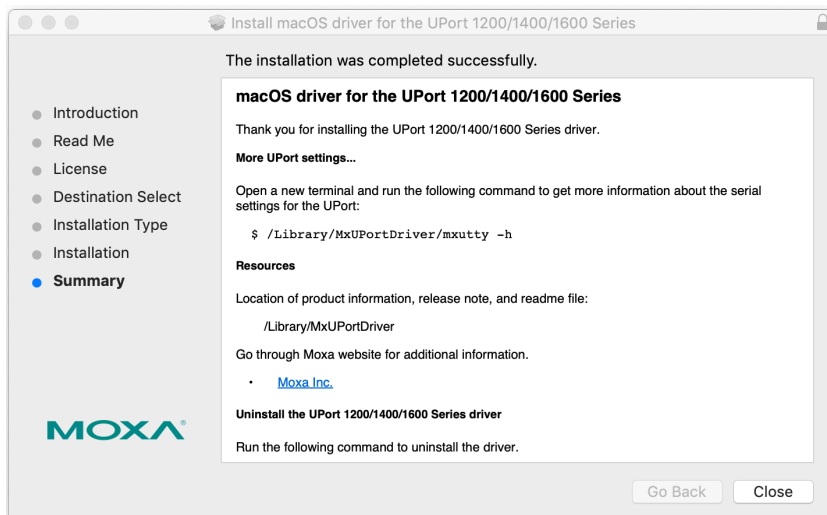 Install macOS driver for the UPort 1200/1400/1600 Series
The installation was completed successfully.
Introduction
Read Me
License
Destination Select
Installation Type
Installation
Summary
macOS driver for the UPort 1200/1400/1600 Series
Thank you for installing the UPort 1200/1400/1600 Series driver.
More UPort settings...
Open a new terminal and run the following command to get more information about the serial
settings for the UPort:
$ /Library/MxUPortDriver/mxutty -h
Resources
Location of product information, release note, and readme file:
/Library/MxUPortDriver
Go through Moxa website for additional information.
• Moxa Inc.
Uninstall the UPort 1200/1400/1600 Series driver
Run the following command to uninstall the driver.
MOXA®
Go Back
Close